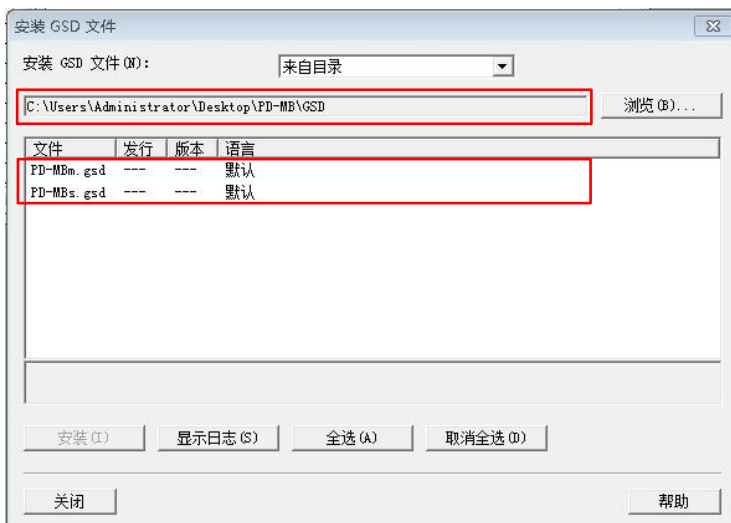 安装 GSD 文件
安装 GSD 文件(N): 来自目录
C:\Users\Administrator\Desktop\PD-MB\GSD 浏览(B)...
文件 发行 版本 语言
PD-MBm.gsd --- --- 默认
PD-MBs.gsd --- --- 默认
安装(I) 显示日志(S) 全选(A) 取消全选(D)
关闭 帮助